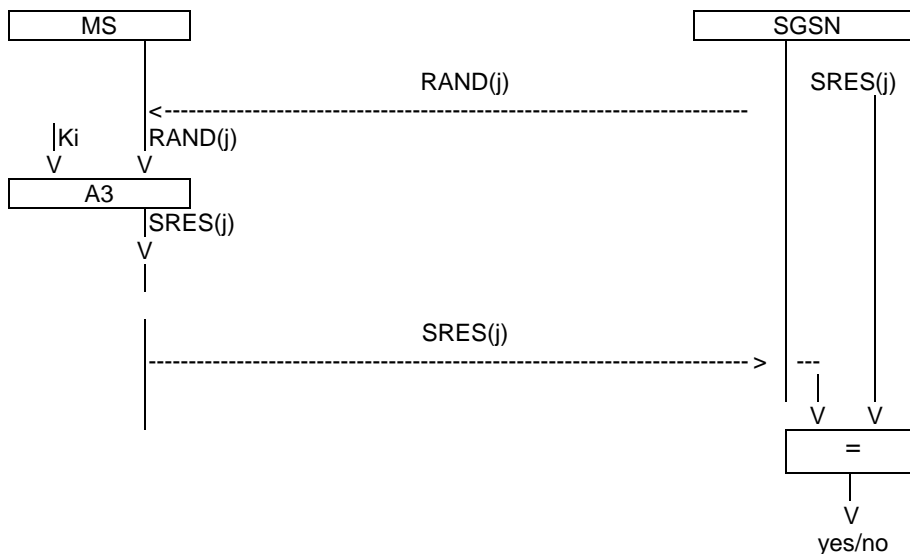 MS SGSN
RAND(j) SRES(j)
Ki RAND(j)
V V
A3
SRES(j)
V
SRES(j)
V V
=
V
yes/no